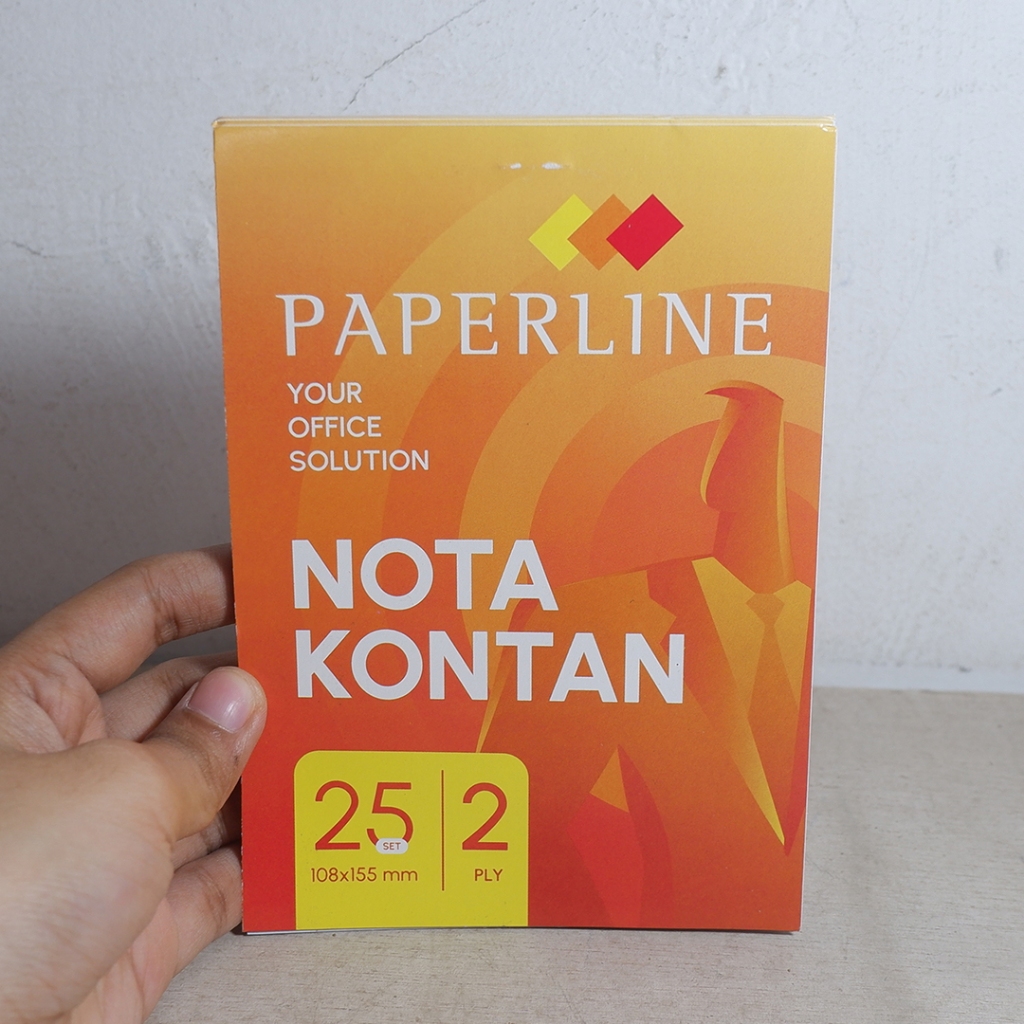 PAPERLINE
YOUR
OFFICE
SOLUTION
NOTA
KONTAN
25 SET
108x155 mm
2
PLY